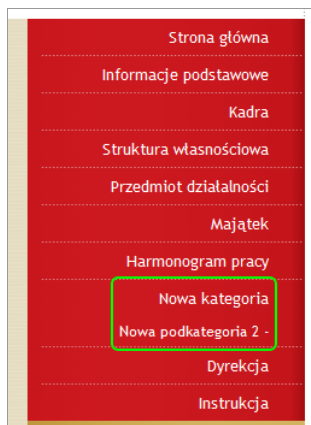 Strona główna
Informacje podstawowe
Kadra
Struktura własnościowa
Przedmiot działalności
Majątek
Harmonogram pracy
Nowa kategoria
Nowa podkategoria 2 -
Dyrekcja
Instrukcja